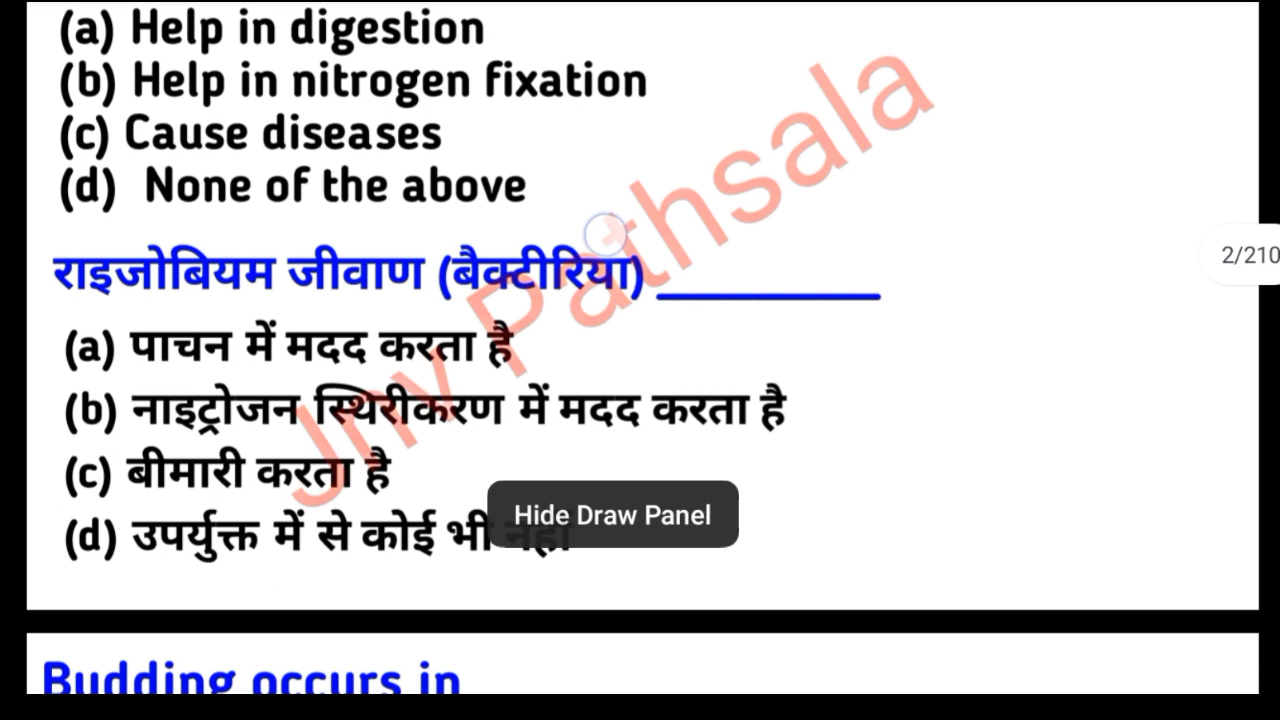 (a) Help in digestion
(b) Help in nitrogen fixation
(c) Cause diseases
(d) None of the above
Jnv Pathsala
2/210
राइजोबियम जीवाण (बैक्टीरिया) __________
(a) पाचन में मदद करता है
(b) नाइट्रोजन स्थिरीकरण में मदद करता है
(c) बीमारी करता है
Hide Draw Panel
(d) उपर्युक्त में से कोई भी
Budding occurs in